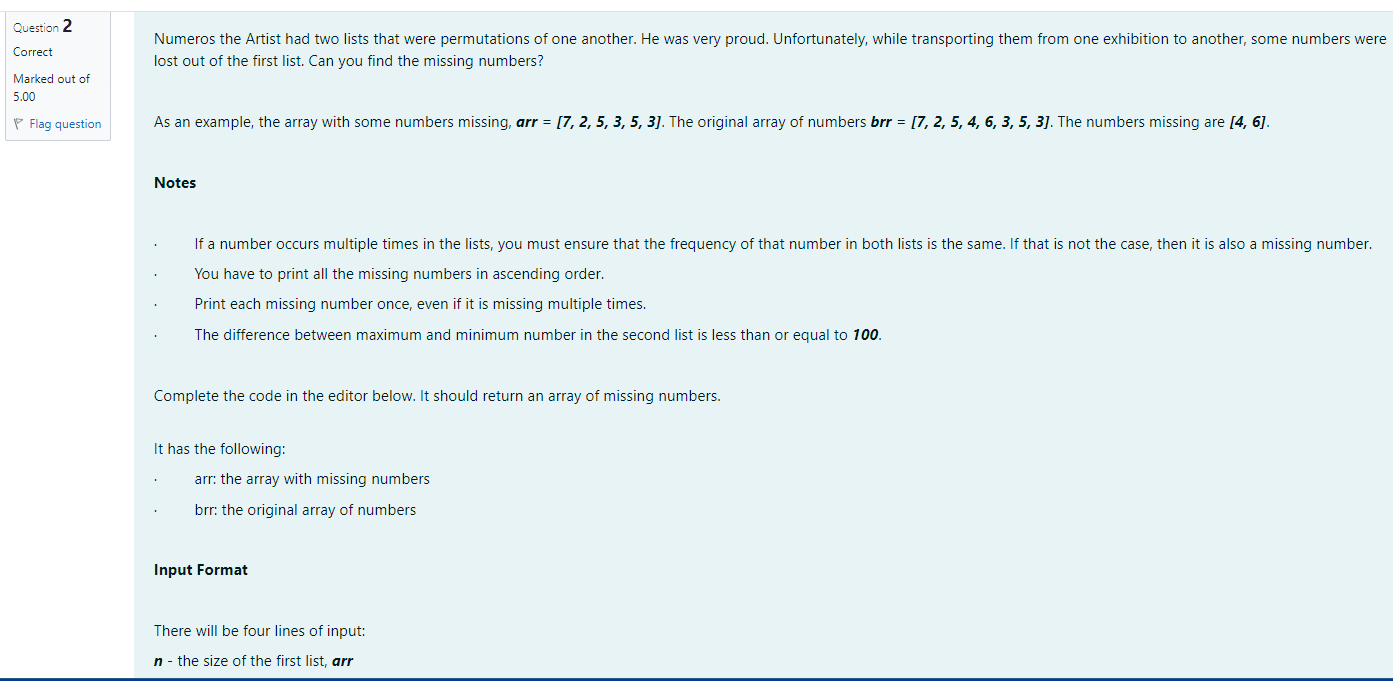 Question 2
Correct
Marked out of
5.00
Flag question
Numeros the Artist had two lists that were permutations of one another. He was very proud. Unfortunately, while transporting them from one exhibition to another, some numbers were
lost out of the first list. Can you find the missing numbers?
As an example, the array with some numbers missing, arr = [7, 2, 5, 3, 5, 3]. The original array of numbers brr = [7, 2, 5, 4, 6, 3, 5, 3]. The numbers missing are [4, 6].
Notes
· If a number occurs multiple times in the lists, you must ensure that the frequency of that number in both lists is the same. If that is not the case, then it is also a missing number.
· You have to print all the missing numbers in ascending order.
· Print each missing number once, even if it is missing multiple times.
· The difference between maximum and minimum number in the second list is less than or equal to 100.
Complete the code in the editor below. It should return an array of missing numbers.
It has the following:
· arr: the array with missing numbers
· brr: the original array of numbers
Input Format
There will be four lines of input:
n - the size of the first list, arr